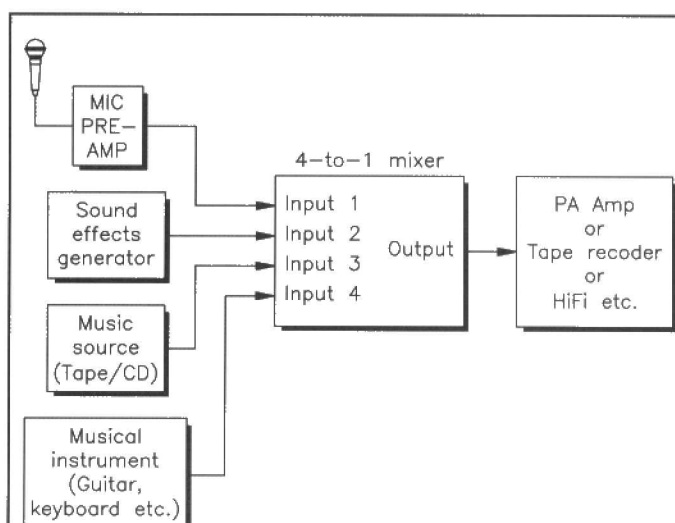 MIC
PRE-
AMP
4-to-1 mixer
Sound
effects
generator
Music
source
(Tape/CD)
Musical
instrument
(Guitar,
keyboard etc.)
Input 1
Input 2
Input 3
Input 4
Output
PA Amp
or
Tape recoder
or
HiFi etc.